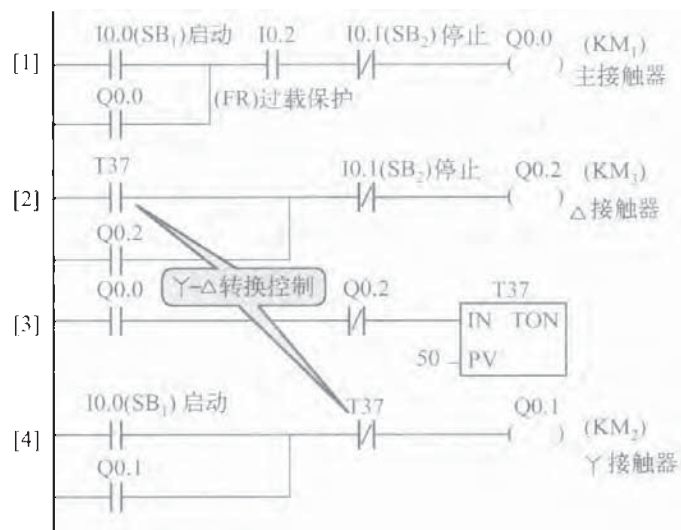 I0.0(SB₁)启动 I0.2 I0.1(SB₂)停止 Q0.0 (KM₁)
[1]
主接触器
Q0.0 (FR)过载保护
T37 I0.1(SB₂)停止 Q0.2 (KM₃)
[2]
△接触器
Q0.2
Y-△转换控制
Q0.0 Q0.2 T37
[3] IN TON
50 PV
I0.0(SB₁)启动 T37 Q0.1
[4] (KM₂)
Q0.1 Y接触器